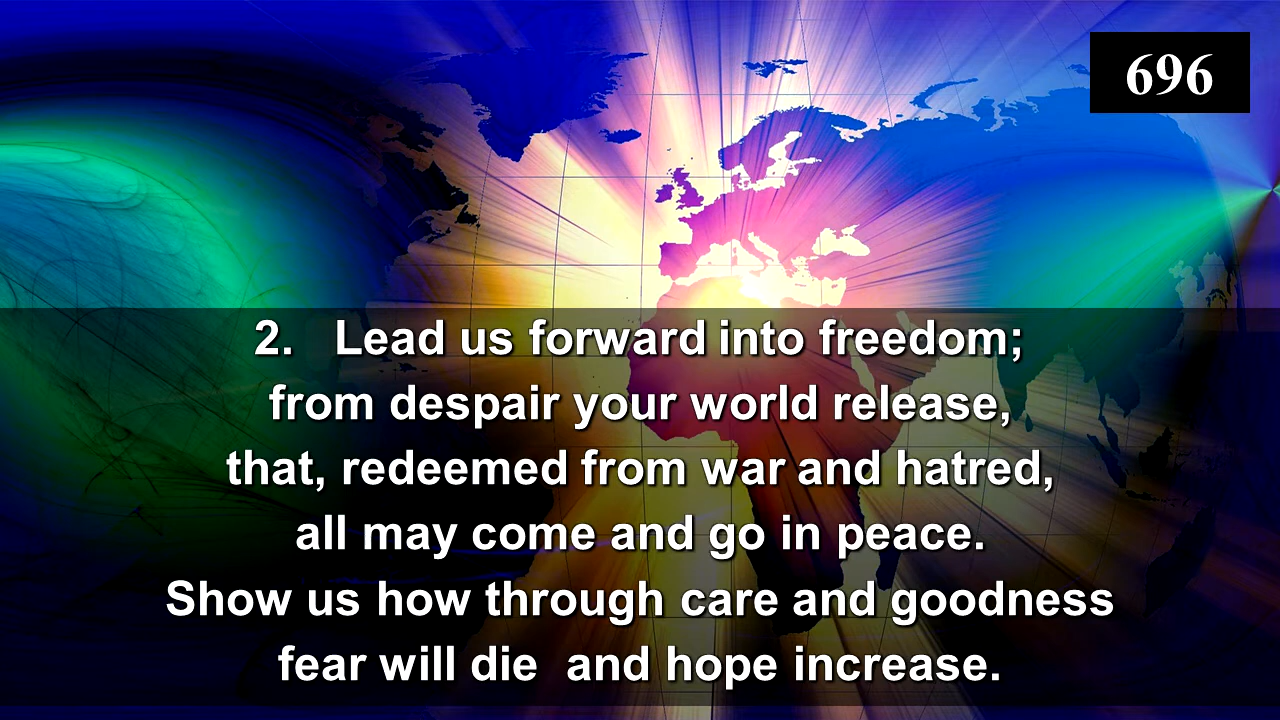 696
2. Lead us forward into freedom;
from despair your world release,
that, redeemed from war and hatred,
all may come and go in peace.
Show us how through care and goodness
fear will die  and hope increase.